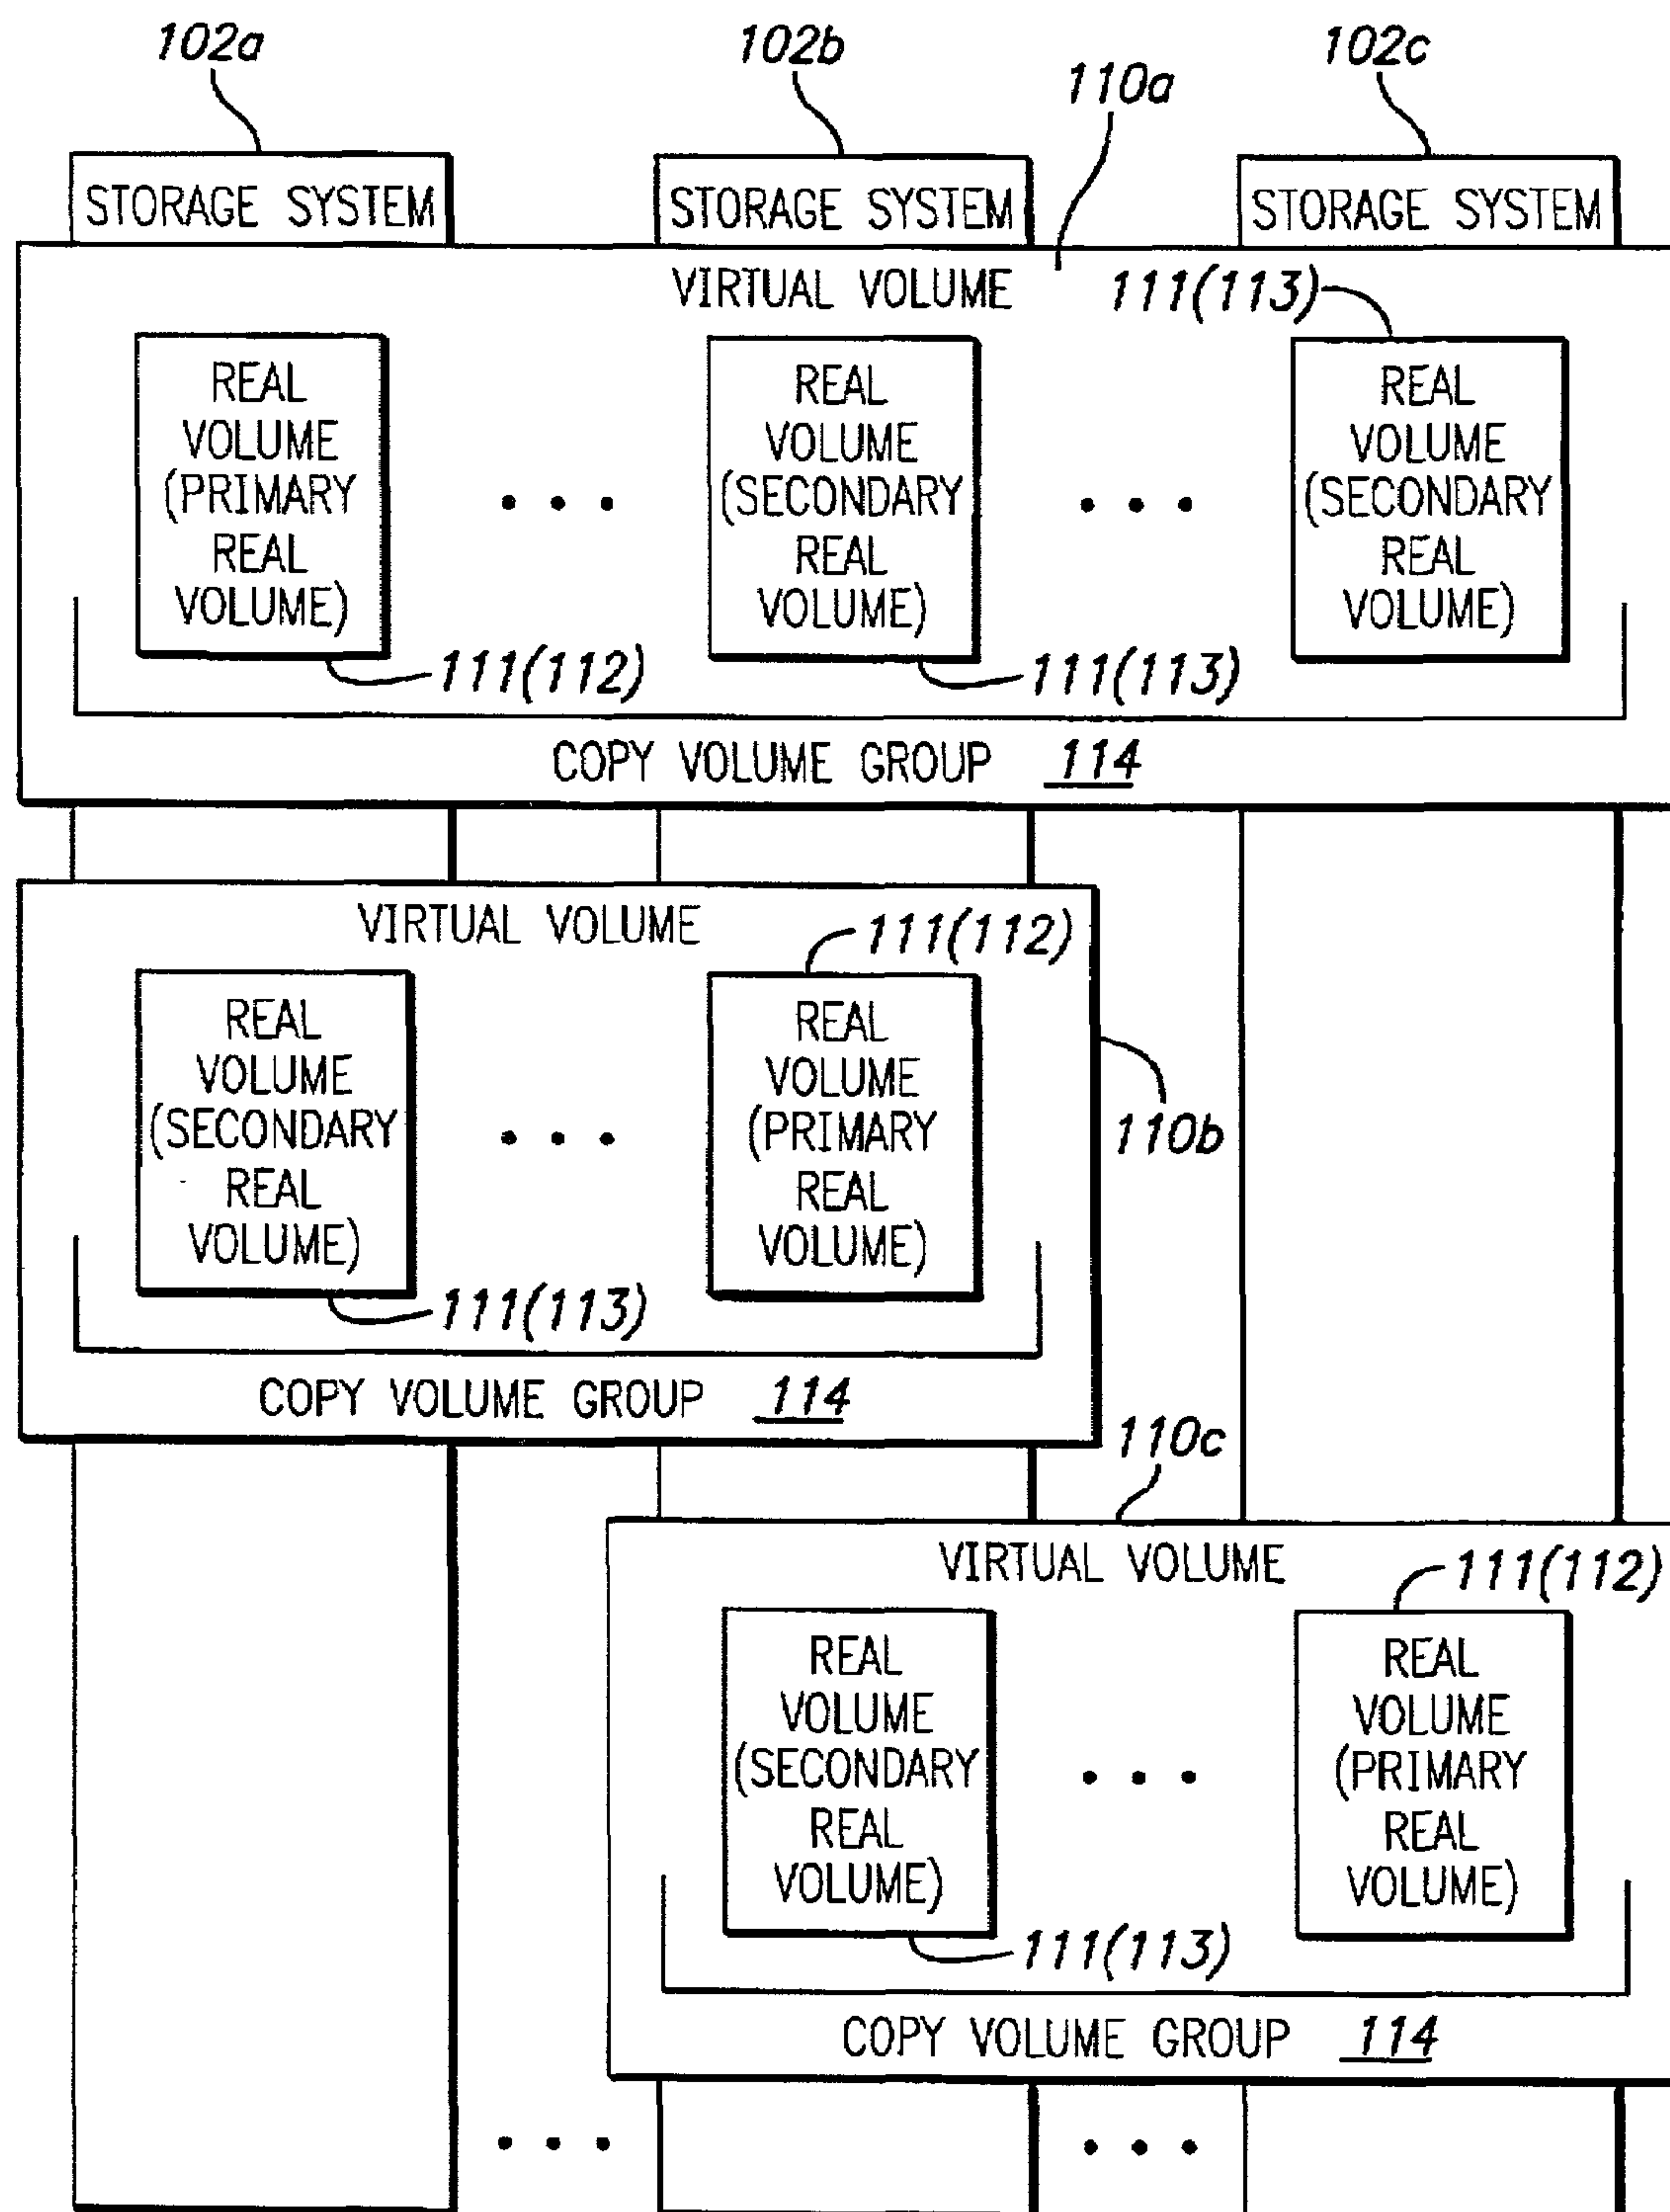 102a
102b
102c
110a
STORAGE SYSTEM
STORAGE SYSTEM
STORAGE SYSTEM
VIRTUAL VOLUME
111(113)
REAL
VOLUME
(PRIMARY
REAL
VOLUME)
• • •
REAL
VOLUME
(SECONDARY
REAL
VOLUME)
• • •
REAL
VOLUME
(SECONDARY
REAL
VOLUME)
111(112)
111(113)
COPY VOLUME GROUP 114
VIRTUAL VOLUME
111(112)
REAL
VOLUME
(SECONDARY
REAL
VOLUME)
• • •
REAL
VOLUME
(PRIMARY
REAL
VOLUME)
110b
111(113)
COPY VOLUME GROUP 114
110c
VIRTUAL VOLUME
111(112)
REAL
VOLUME
(SECONDARY
REAL
VOLUME)
• • •
REAL
VOLUME
(PRIMARY
REAL
VOLUME)
111(113)
COPY VOLUME GROUP 114
• • •
• • •